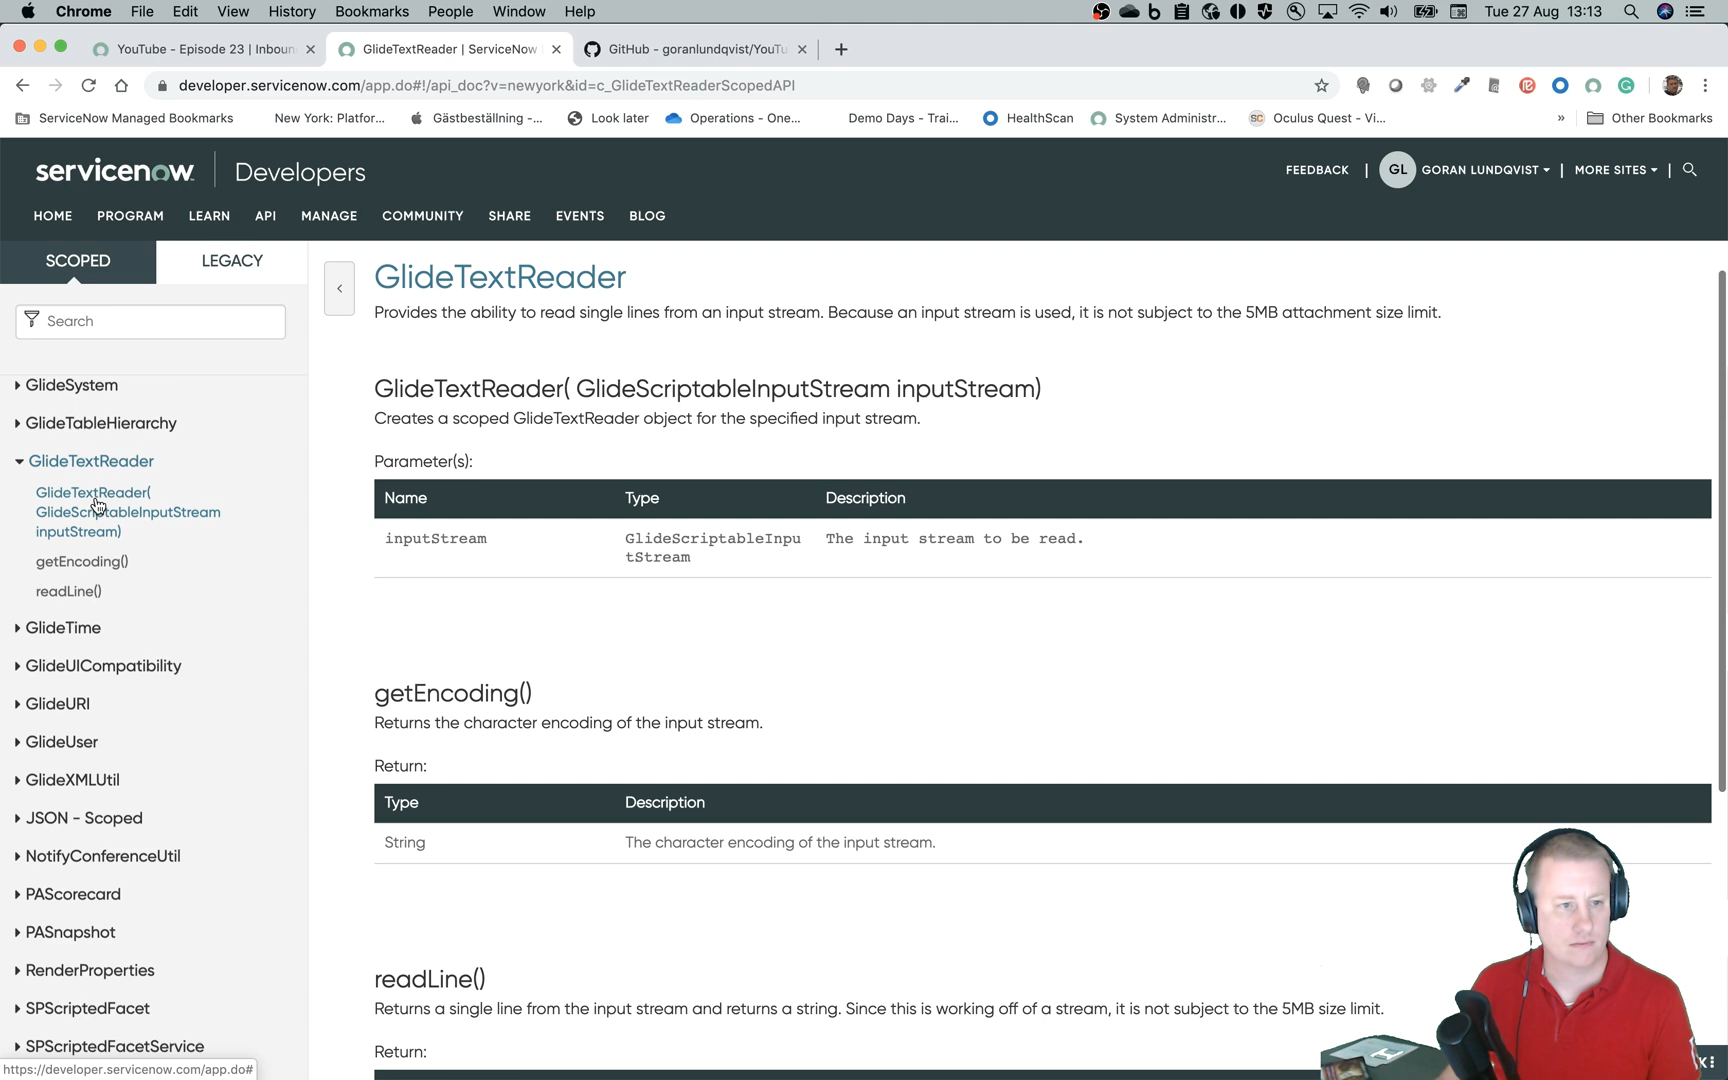 Chrome File Edit View History Bookmarks People Window Help Tue 27 Aug 13:13
YouTube - Episode 23 | Inboun GlideTextReader | ServiceNow GitHub - goranlundqvist/YouTu
developer.servicenow.com/app.do#!/api_doc?v=newyork&id=c_GlideTextReaderScopedAPI
ServiceNow Managed Bookmarks New York: Platfor... Gästbeställning -... Look later Operations - One... Demo Days - Trai... HealthScan System Administr... Oculus Quest - Vi... » Other Bookmarks
servicenow Developers FEEDBACK | GL GORAN LUNDQVIST | MORE SITES |
HOME PROGRAM LEARN API MANAGE COMMUNITY SHARE EVENTS BLOG
SCOPED LEGACY
Search
GlideSystem
GlideTableHierarchy
GlideTextReader
GlideTextReader(
GlideScriptableInputStream
inputStream)
getEncoding()
readLine()
GlideTime
GlideUICompatibility
GlideURI
GlideUser
GlideXMLUtil
JSON - Scoped
NotifyConferenceUtil
PAScorecard
PASnapshot
RenderProperties
SPScriptedFacet
SPScriptedFacetService
https://developer.servicenow.com/app.do#
GlideTextReader
Provides the ability to read single lines from an input stream. Because an input stream is used, it is not subject to the 5MB attachment size limit.
GlideTextReader( GlideScriptableInputStream inputStream)
Creates a scoped GlideTextReader object for the specified input stream.
Parameter(s):
Name Type Description
inputStream GlideScriptableInpu The input stream to be read.
tStream
getEncoding()
Returns the character encoding of the input stream.
Return:
Type Description
String The character encoding of the input stream.
readLine()
Returns a single line from the input stream and returns a string. Since this is working off of a stream, it is not subject to the 5MB size limit.
Return: